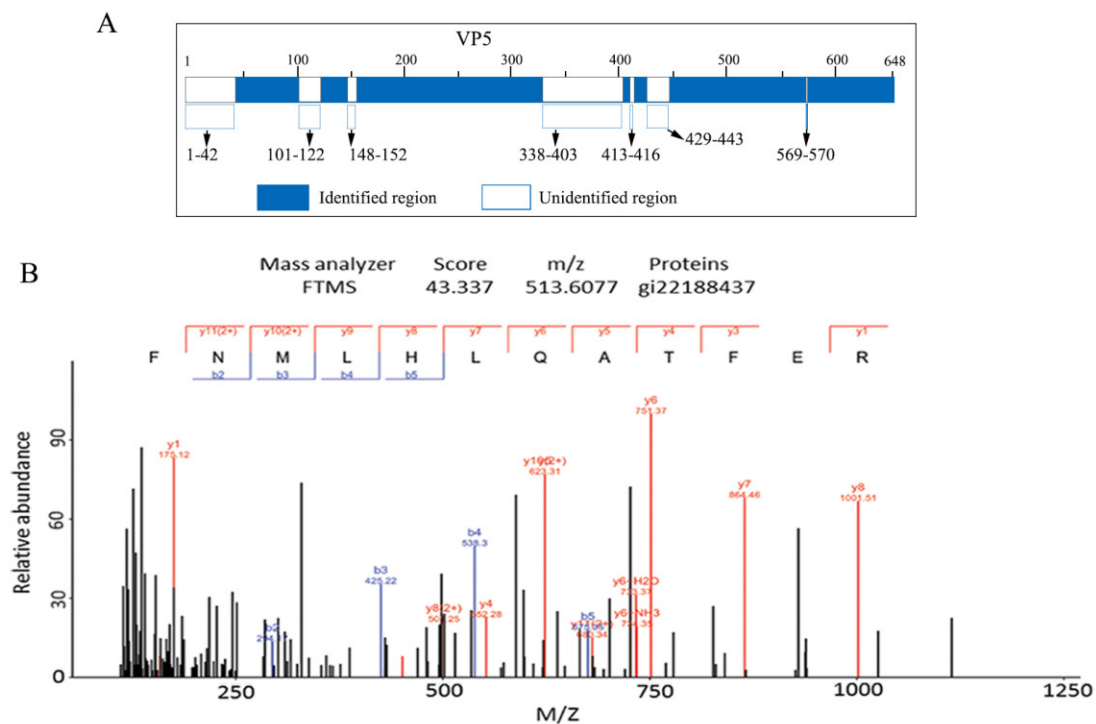 A
VP5
1 100 200 300 400 500 600 648
429-443
1-42 101-122 148-152 338-403 413-416 569-570
Identified region Unidentified region
B
Mass analyzer Score m/z Proteins
FTMS 43.337 513.6077 gi22188437
y11(2+) y10(2+) y9 y8 y7 y6 y5 y4 y3 y1
F N M L H L Q A T F E R
b2 b3 b4 b5
y6
751.37
y1
175.12
y7
864.46
y8
1001.51
623.31
b4
538.3
b3
425.22
y6-H2O
y8(2+)
y4
552.28
y6-NH3
b5
b2
680.34
Relative abundance
0 30 60 90
250 500 750 1000 1250
M/Z